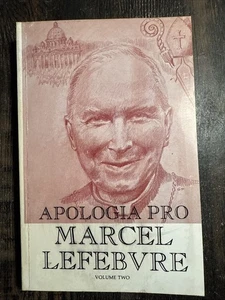 APOLOGIA PRO
MARCEL
LEFEBVRE
VOLUME TWO